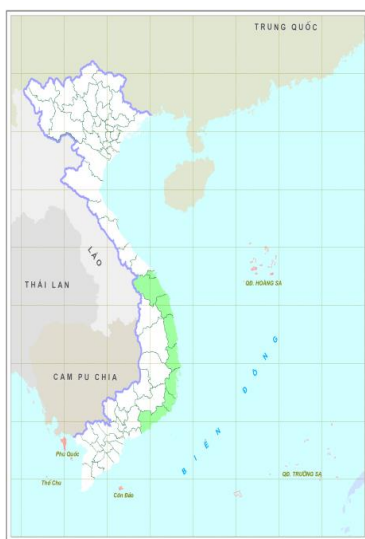 TRUNG QUỐC
LÀO
THÁI LAN
QĐ. HOÀNG SA
CAM PU CHIA
BIỂN ĐÔNG
Phú Quốc
Thổ Chu
Côn Đảo
QĐ. TRƯỜNG SA